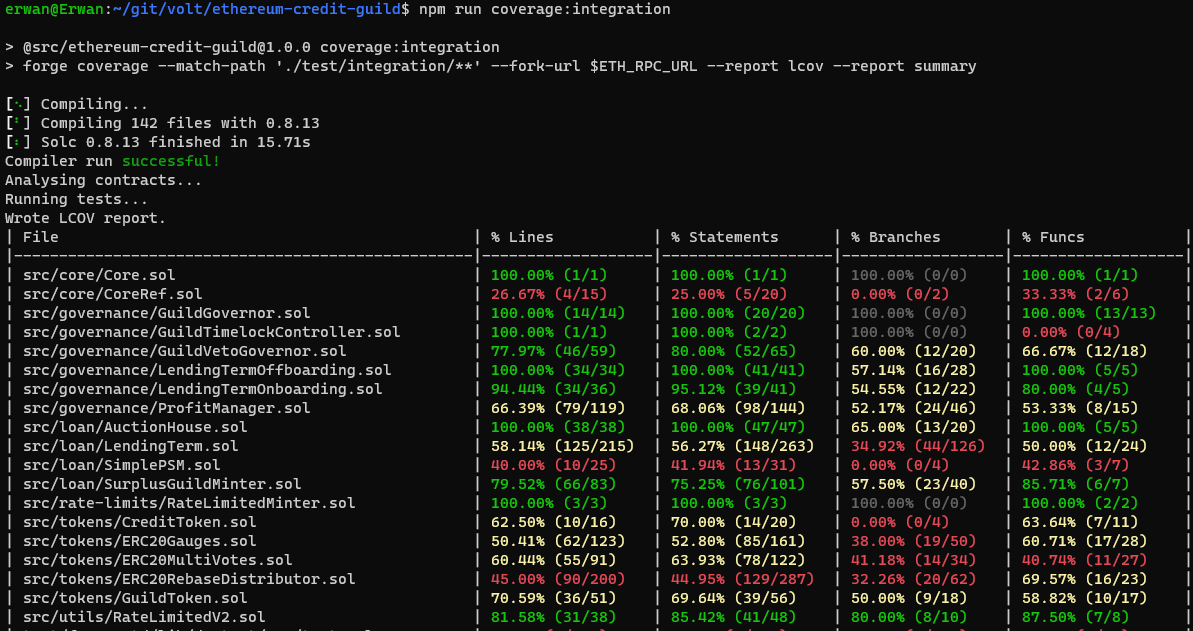 erwan@Erwan:~/git/volt/ethereum-credit-guild$ npm run coverage:integration
> @src/ethereum-credit-guild@1.0.0 coverage:integration
> forge coverage --match-path './test/integration/**' --fork-url $ETH_RPC_URL --report lcov --report summary
[⠢] Compiling...
[⠃] Compiling 142 files with 0.8.13
[⠆] Solc 0.8.13 finished in 15.71s
Compiler run successful!
Analysing contracts...
Running tests...
Wrote LCOV report.
| File | % Lines | % Statements | % Branches | % Funcs |
|--------------------------------------------------|------------------|------------------|-----------------|------------------|
| src/core/Core.sol | 100.00% (1/1) | 100.00% (1/1) | 100.00% (0/0) | 100.00% (1/1) |
| src/core/CoreRef.sol | 26.67% (4/15) | 25.00% (5/20) | 0.00% (0/2) | 33.33% (2/6) |
| src/governance/GuildGovernor.sol | 100.00% (14/14) | 100.00% (20/20) | 100.00% (0/0) | 100.00% (13/13) |
| src/governance/GuildTimelockController.sol | 100.00% (1/1) | 100.00% (2/2) | 100.00% (0/0) | 0.00% (0/4) |
| src/governance/GuildVetoGovernor.sol | 77.97% (46/59) | 80.00% (52/65) | 60.00% (12/20) | 66.67% (12/18) |
| src/governance/LendingTermOffboarding.sol | 100.00% (34/34) | 100.00% (41/41) | 57.14% (16/28) | 100.00% (5/5) |
| src/governance/LendingTermOnboarding.sol | 94.44% (34/36) | 95.12% (39/41) | 54.55% (12/22) | 80.00% (4/5) |
| src/governance/ProfitManager.sol | 66.39% (79/119) | 68.06% (98/144) | 52.17% (24/46) | 53.33% (8/15) |
| src/loan/AuctionHouse.sol | 100.00% (38/38) | 100.00% (47/47) | 65.00% (13/20) | 100.00% (5/5) |
| src/loan/LendingTerm.sol | 58.14% (125/215) | 56.27% (148/263) | 34.92% (44/126) | 50.00% (12/24) |
| src/loan/SimplePSM.sol | 40.00% (10/25) | 41.94% (13/31) | 0.00% (0/4) | 42.86% (3/7) |
| src/loan/SurplusGuildMinter.sol | 79.52% (66/83) | 75.25% (76/101) | 57.50% (23/40) | 85.71% (6/7) |
| src/rate-limits/RateLimitedMinter.sol | 100.00% (3/3) | 100.00% (3/3) | 100.00% (0/0) | 100.00% (2/2) |
| src/tokens/CreditToken.sol | 62.50% (10/16) | 70.00% (14/20) | 0.00% (0/4) | 63.64% (7/11) |
| src/tokens/ERC20Gauges.sol | 50.41% (62/123) | 52.80% (85/161) | 38.00% (19/50) | 60.71% (17/28) |
| src/tokens/ERC20MultiVotes.sol | 60.44% (55/91) | 63.93% (78/122) | 41.18% (14/34) | 40.74% (11/27) |
| src/tokens/ERC20RebaseDistributor.sol | 45.00% (90/200) | 44.95% (129/287) | 32.26% (20/62) | 69.57% (16/23) |
| src/tokens/GuildToken.sol | 70.59% (36/51) | 69.64% (39/56) | 50.00% (9/18) | 58.82% (10/17) |
| src/utils/RateLimitedV2.sol | 81.58% (31/38) | 85.42% (41/48) | 80.00% (8/10) | 87.50% (7/8) |